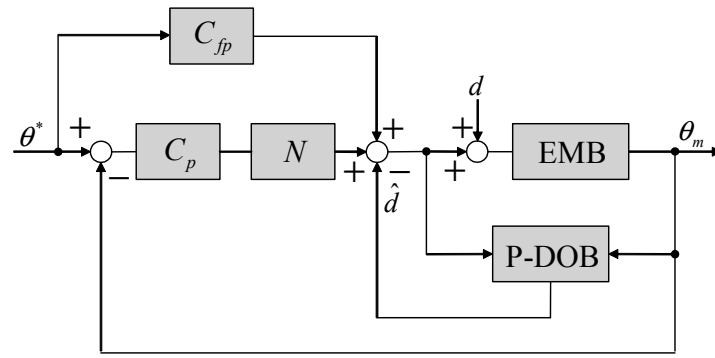 C_fp
θ*
+
−
C_p
N
+
+
−
d̂
d
+
+
EMB
θ_m
P-DOB